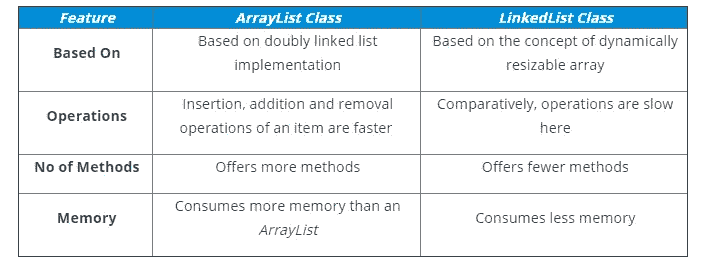 Feature ArrayList Class LinkedList Class
Based On
Based on doubly linked list
implementation
Based on the concept of dynamically
resizable array
Operations
Insertion, addition and removal
operations of an item are faster
Comparatively, operations are slow
here
No of Methods Offers more methods Offers fewer methods
Memory
Consumes more memory than an
ArrayList
Consumes less memory